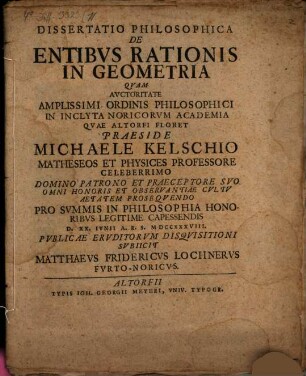 DISSERTATIO PHILOSOPHICA
DE
ENTIBVS RATIONIS
IN GEOMETRIA
QVAM
AVCTORITATE
AMPLISSIMI ORDINIS PHILOSOPHICI
IN INCLYTA NORICORVM ACADEMIA
QVAE ALTORFI FLORET
PRAESIDE
MICHAELE KELSCHIO
MATHESEOS ET PHYSICES PROFESSORE
CELEBERRIMO
DOMINO PATRONO ET PRAECEPTORE SVO
OMNI HONORIS ET OBSERVANTIAE CVLTV
AETATEM PROSEQVENDO
PRO SVMMIS IN PHILOSOPHIA HONO-
RIBVS LEGITIME CAPESSENDIS
D. XX. IVNII A. E. S. MDCCXXXVIII.
PVBLICAE ERVDITORVM DISQVISITIONI
SVBIICIT
MATTHAEVS FRIDERICVS LOCHNERVS
FVRTO-NORICVS.
ALTORFII
TYPIS IOH. GEORGII MEYERI, VNIV. TYPOGR.